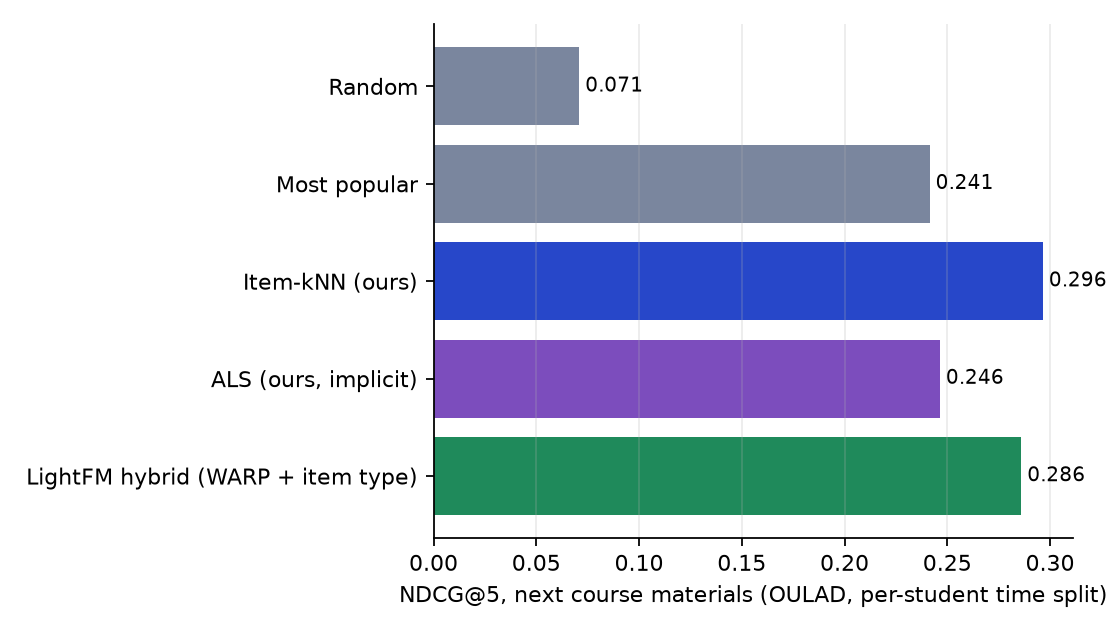 Random 0.071
Most popular 0.241
Item-kNN (ours) 0.296
ALS (ours, implicit) 0.246
LightFM hybrid (WARP + item type) 0.286
0.00 0.05 0.10 0.15 0.20 0.25 0.30
NDCG@5, next course materials (OULAD, per-student time split)